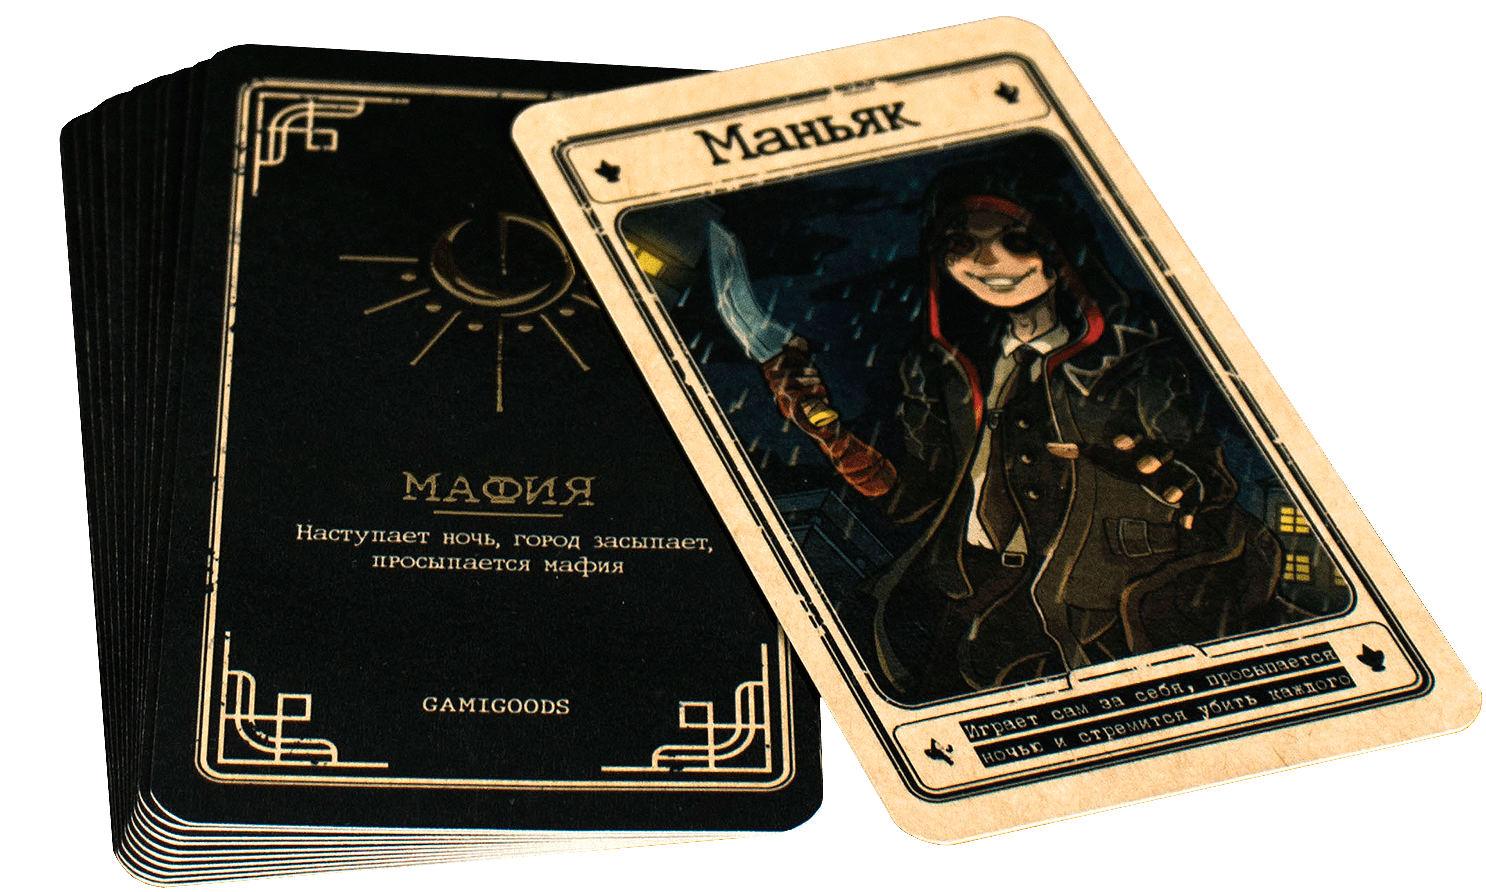 МАФИЯ
Наступает ночь, город засыпает,
просыпается мафия
GAMIGOODS
Маньяк
Играет сам за себя, просыпается
ночью и стремится убить каждого